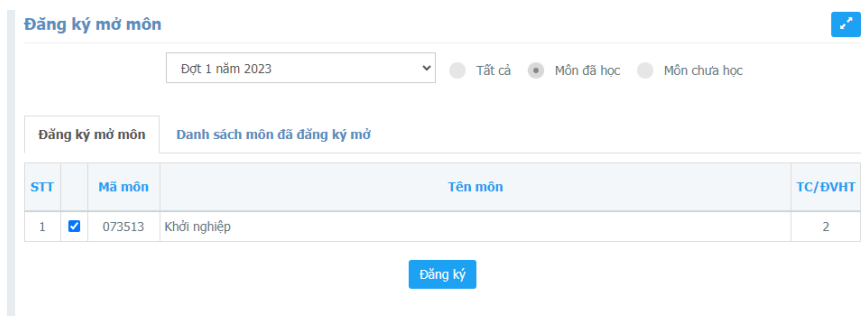 Đăng ký mở môn
Đợt 1 năm 2023 Tất cả Môn đã học Môn chưa học
Đăng ký mở môn Danh sách môn đã đăng ký mở
STT Mã môn Tên môn TC/ĐVHT
1 073513 Khởi nghiệp 2
Đăng ký